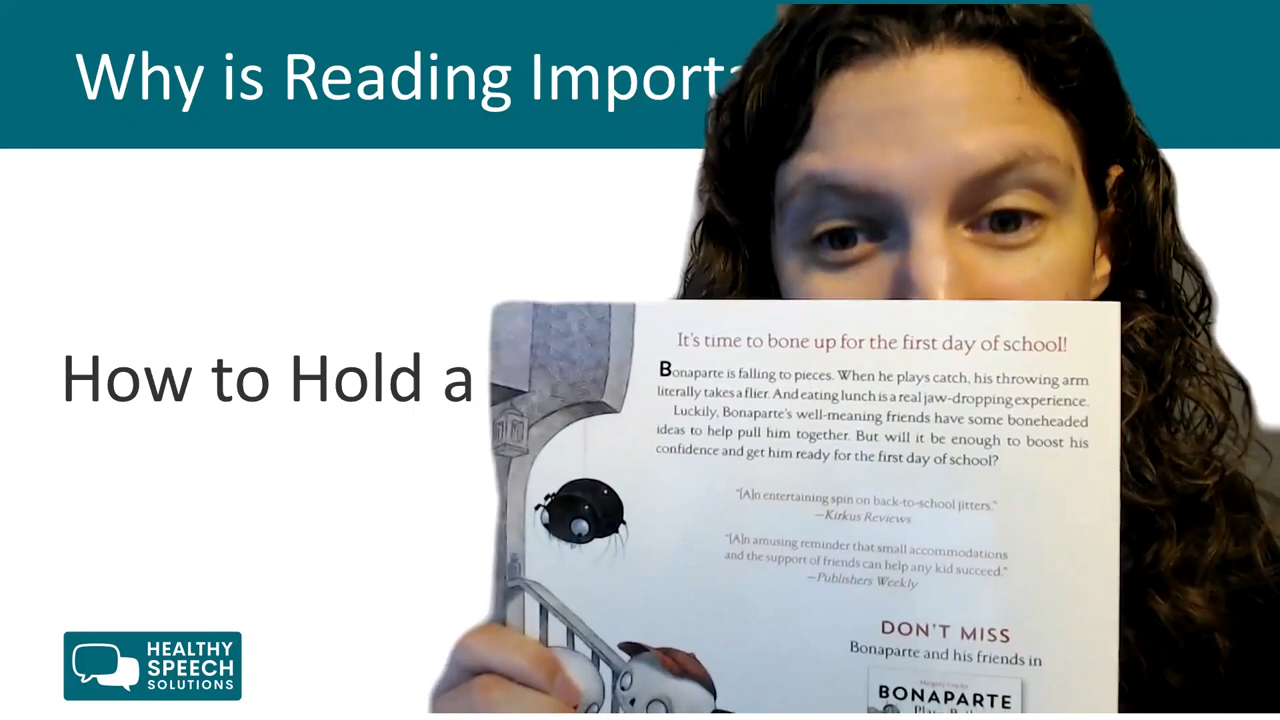 Why is Reading Importa
How to Hold a
It's time to bone up for the first day of school!
Bonaparte is falling to pieces. When he plays catch, his throwing arm
literally takes a flier. And eating lunch is a real jaw-dropping experience.
Luckily, Bonaparte's well-meaning friends have some boneheaded
ideas to help pull him together. But will it be enough to boost his
confidence and get him ready for the first day of school?
"[A]n entertaining spin on back-to-school jitters."
—Kirkus Reviews
"[A]n amusing reminder that small accommodations
and the support of friends can help any kid succeed."
—Publishers Weekly
DON'T MISS
Bonaparte and his friends in
BONAPARTE
HEALTHY
SPEECH
SOLUTIONS